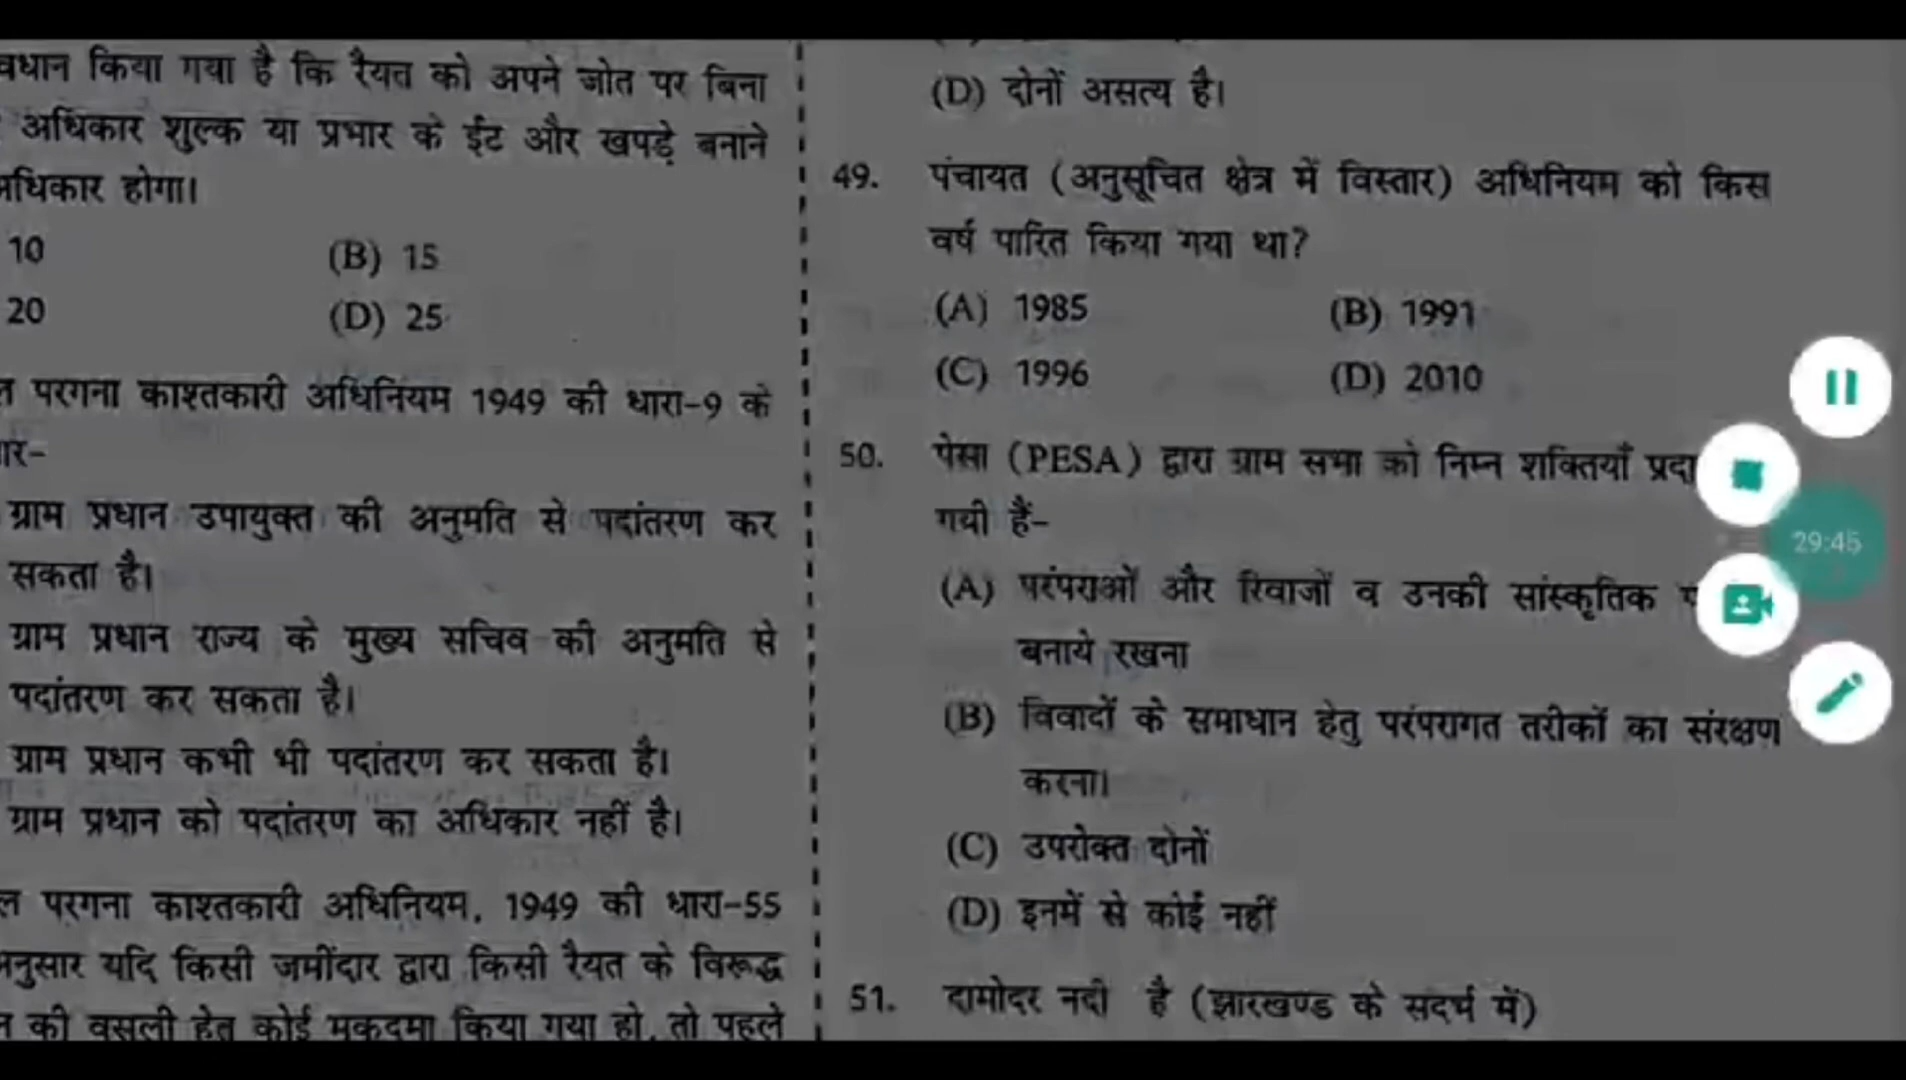 वधान किया गया है कि रैयत को अपने जोत पर बिना
अधिकार शुल्क या प्रभार के ईंट और खपड़े बनाने
अधिकार होगा।
10 (B) 15
20 (D) 25
परगना काश्तकारी अधिनियम 1949 की धारा-9 के
ग्राम प्रधान उपायुक्त की अनुमति से पदांतरण कर
सकता है।
ग्राम प्रधान राज्य के मुख्य सचिव की अनुमति से
पदांतरण कर सकता है।
ग्राम प्रधान कभी भी पदांतरण कर सकता है।
ग्राम प्रधान को पदांतरण का अधिकार नहीं है।
ल परगना काश्तकारी अधिनियम, 1949 की धारा-55
नुसार यदि किसी जमींदार द्वारा किसी रैयत के विरूद्ध
की वसूली हेतु कोई मुकदमा किया गया हो, तो पहले
(D) दोनों असत्य है।
49. पंचायत (अनुसूचित क्षेत्र में विस्तार) अधिनियम को किस
वर्ष पारित किया गया था?
(A) 1985 (B) 1991
(C) 1996 (D) 2010
50. पेसा (PESA) द्वारा ग्राम सभा को निम्न शक्तियाँ प्रदा
गयी हैं-
(A) परंपराओं और रिवाजों व उनकी सांस्कृतिक
बनाये रखना
(B) विवादों के समाधान हेतु परंपरागत तरीकों का संरक्षण
करना।
(C) उपरोक्त दोनों
(D) इनमें से कोई नहीं
51. दामोदर नदी है (झारखण्ड के सदर्भ में)
29:45